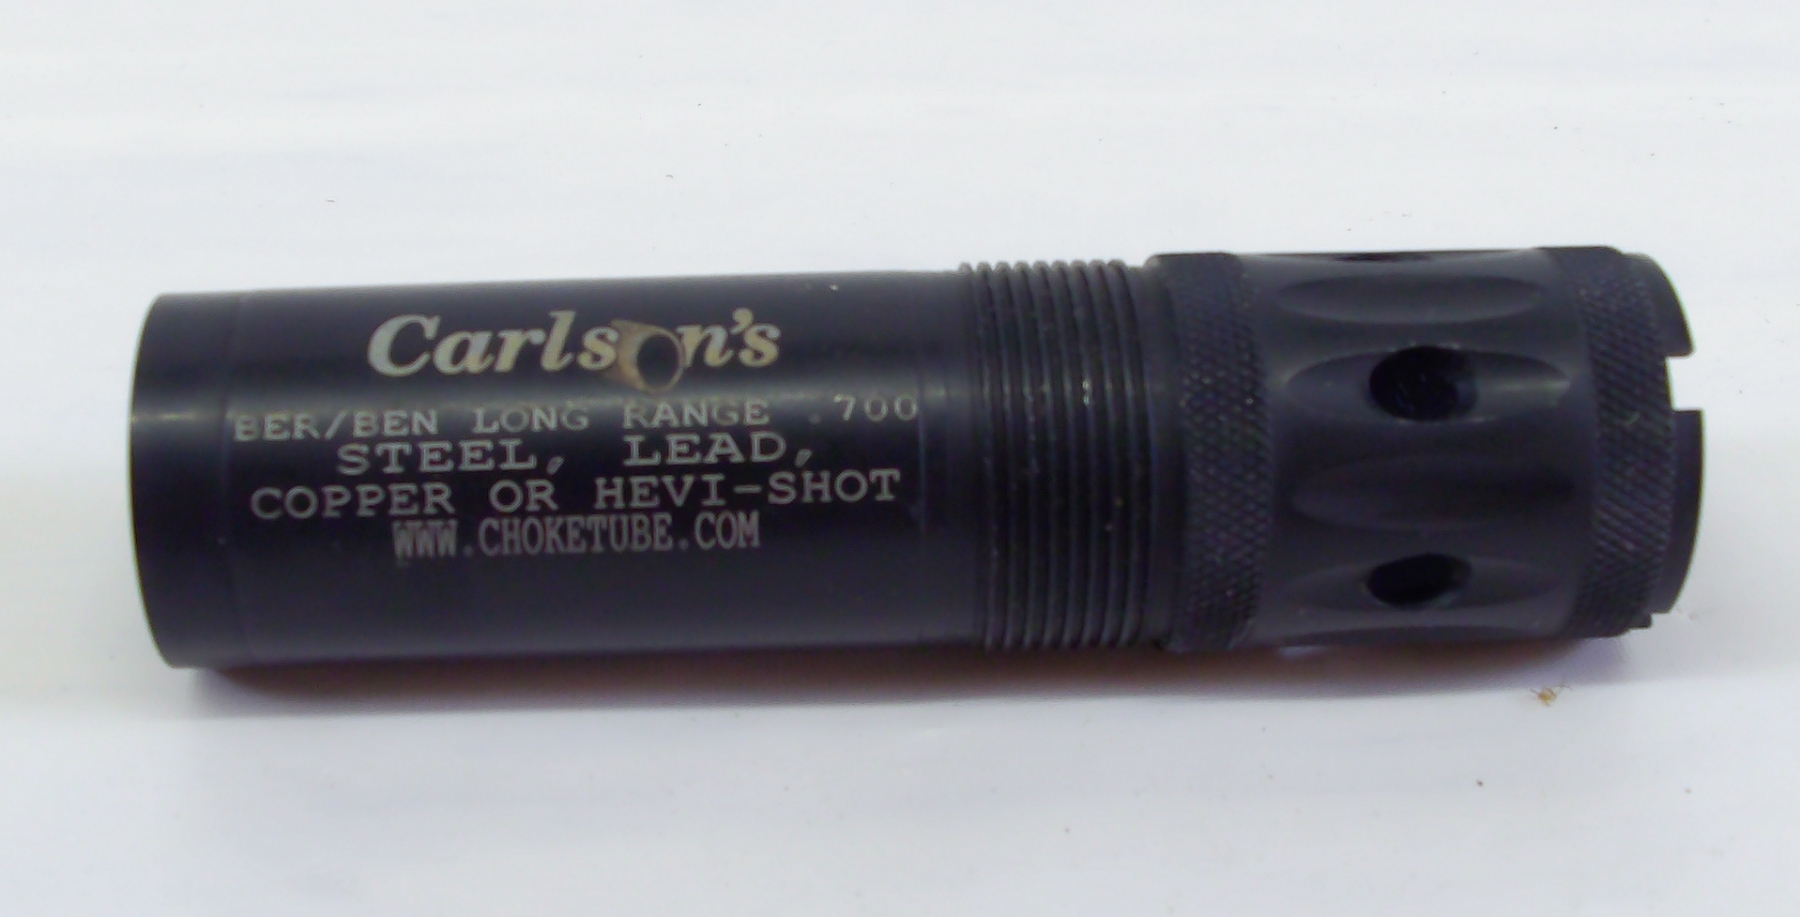 Carlson's
BER/BEN LONG RANGE .700
STEEL, LEAD,
COPPER OR HEVI-SHOT
WWW.CHOKETUBE.COM